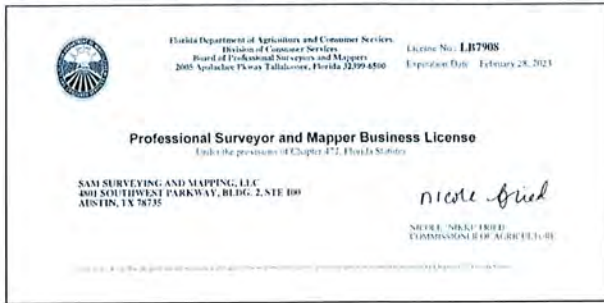 Florida Department of Agriculture and Consumer Services
Division of Consumer Services
Board of Professional Surveyors and Mappers
2005 Apalachee Pkway Tallahassee, Florida 32399-6500
License No.: LB7908
Expiration Date February 28, 2023
Professional Surveyor and Mapper Business License
Under the provisions of Chapter 472, Florida Statutes
SAM SURVEYING AND MAPPING, LLC
4801 SOUTHWEST PARKWAY, BLDG. 2, STE 100
AUSTIN, TX 78735
Nicole Fried
NICOLE "NIKKI" FRIED
COMMISSIONER OF AGRICULTURE